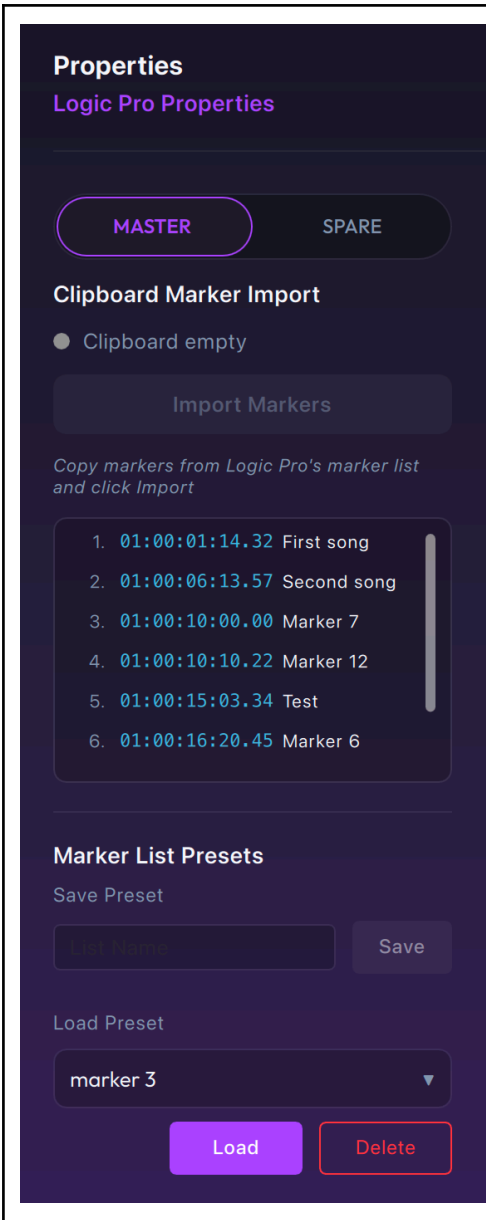 Properties
Logic Pro Properties
MASTER SPARE
Clipboard Marker Import
Clipboard empty
Import Markers
Copy markers from Logic Pro's marker list
and click Import
1. 01:00:01:14.32 First song
2. 01:00:06:13.57 Second song
3. 01:00:10:00.00 Marker 7
4. 01:00:10:10.22 Marker 12
5. 01:00:15:03.34 Test
6. 01:00:16:20.45 Marker 6
Marker List Presets
Save Preset
List Name Save
Load Preset
marker 3
Load Delete